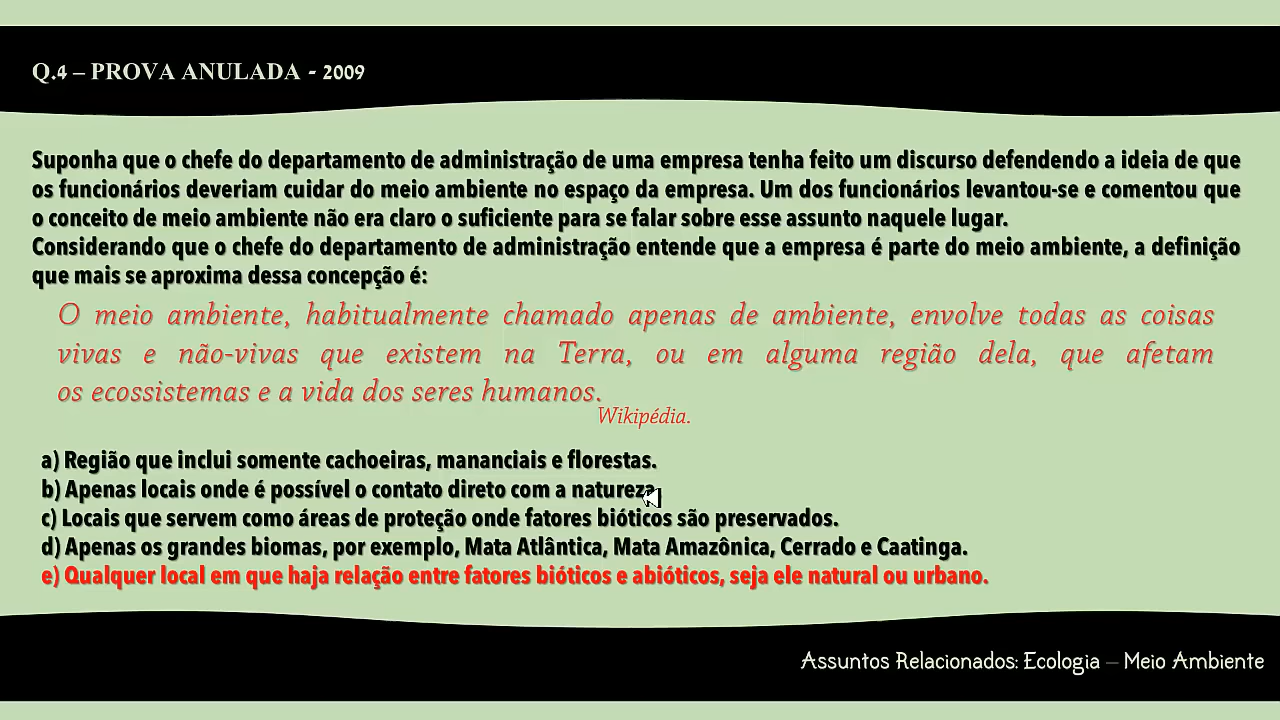 Q.4 – PROVA ANULADA - 2009
Suponha que o chefe do departamento de administração de uma empresa tenha feito um discurso defendendo a ideia de que
os funcionários deveriam cuidar do meio ambiente no espaço da empresa. Um dos funcionários levantou-se e comentou que
o conceito de meio ambiente não era claro o suficiente para se falar sobre esse assunto naquele lugar.
Considerando que o chefe do departamento de administração entende que a empresa é parte do meio ambiente, a definição
que mais se aproxima dessa concepção é:
O meio ambiente, habitualmente chamado apenas de ambiente, envolve todas as coisas
vivas e não-vivas que existem na Terra, ou em alguma região dela, que afetam
os ecossistemas e a vida dos seres humanos.
Wikipédia.
a) Região que inclui somente cachoeiras, mananciais e florestas.
b) Apenas locais onde é possível o contato direto com a natureza.
c) Locais que servem como áreas de proteção onde fatores bióticos são preservados.
d) Apenas os grandes biomas, por exemplo, Mata Atlântica, Mata Amazônica, Cerrado e Caatinga.
e) Qualquer local em que haja relação entre fatores bióticos e abióticos, seja ele natural ou urbano.
Assuntos Relacionados: Ecologia – Meio Ambiente